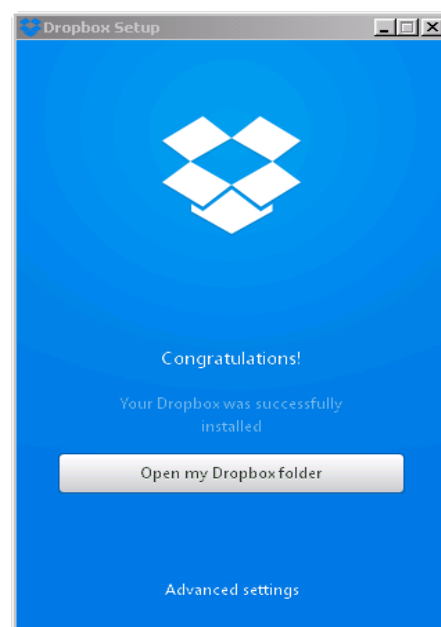 Dropbox Setup
Congratulations!
Your Dropbox was successfully
installed
Open my Dropbox folder
Advanced settings